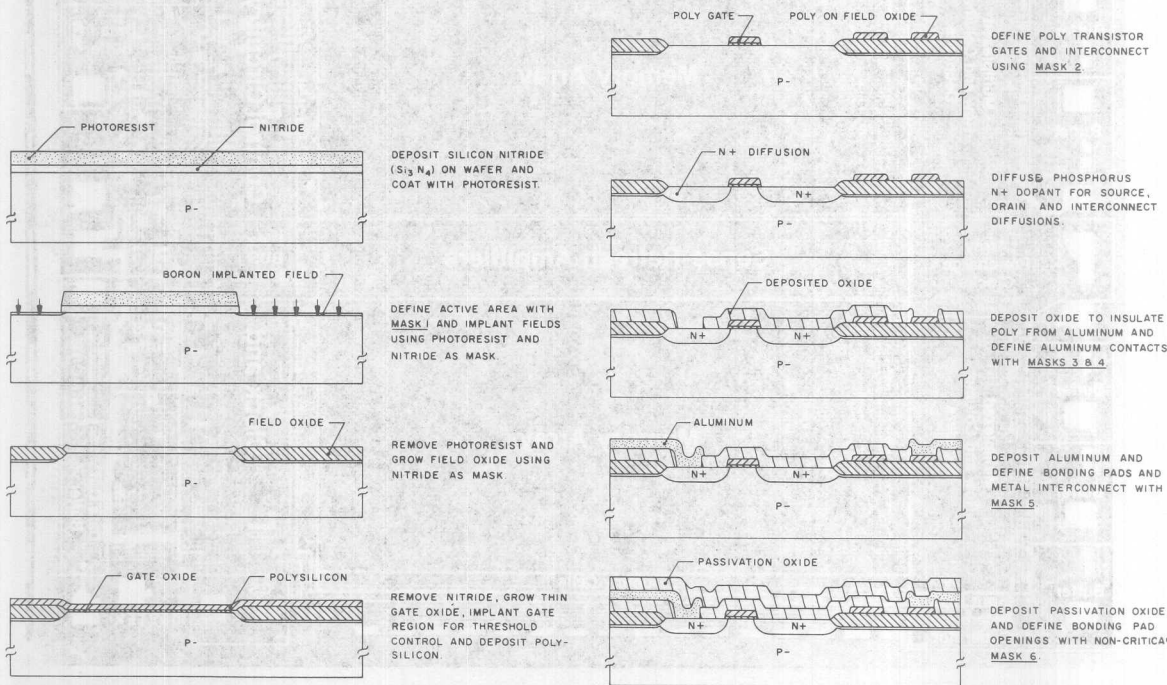 PHOTORESIST
NITRIDE
P-
DEPOSIT SILICON NITRIDE
(Si3 N4) ON WAFER AND
COAT WITH PHOTORESIST.
BORON IMPLANTED FIELD
P-
DEFINE ACTIVE AREA WITH
MASK 1 AND IMPLANT FIELDS
USING PHOTORESIST AND
NITRIDE AS MASK.
FIELD OXIDE
P-
REMOVE PHOTORESIST AND
GROW FIELD OXIDE USING
NITRIDE AS MASK
GATE OXIDE
POLYSILICON
P-
REMOVE NITRIDE, GROW THIN
GATE OXIDE, IMPLANT GATE
REGION FOR THRESHOLD
CONTROL AND DEPOSIT POLY-
SILICON.
POLY GATE
POLY ON FIELD OXIDE
P-
DEFINE POLY TRANSISTOR
GATES AND INTERCONNECT
USING MASK 2.
N+ DIFFUSION
N+
P-
DIFFUSE PHOSPHORUS
N+ DOPANT FOR SOURCE,
DRAIN AND INTERCONNECT
DIFFUSIONS.
DEPOSITED OXIDE
N+ N+
P-
DEPOSIT OXIDE TO INSULATE
POLY FROM ALUMINUM AND
DEFINE ALUMINUM CONTACTS
WITH MASKS 3 & 4.
ALUMINUM
N+ N+
P-
DEPOSIT ALUMINUM AND
DEFINE BONDING PADS AND
METAL INTERCONNECT WITH
MASK 5.
PASSIVATION OXIDE
N+ N+
P-
DEPOSIT PASSIVATION OXIDE
AND DEFINE BONDING PAD
OPENINGS WITH NON-CRITICA
MASK 6.